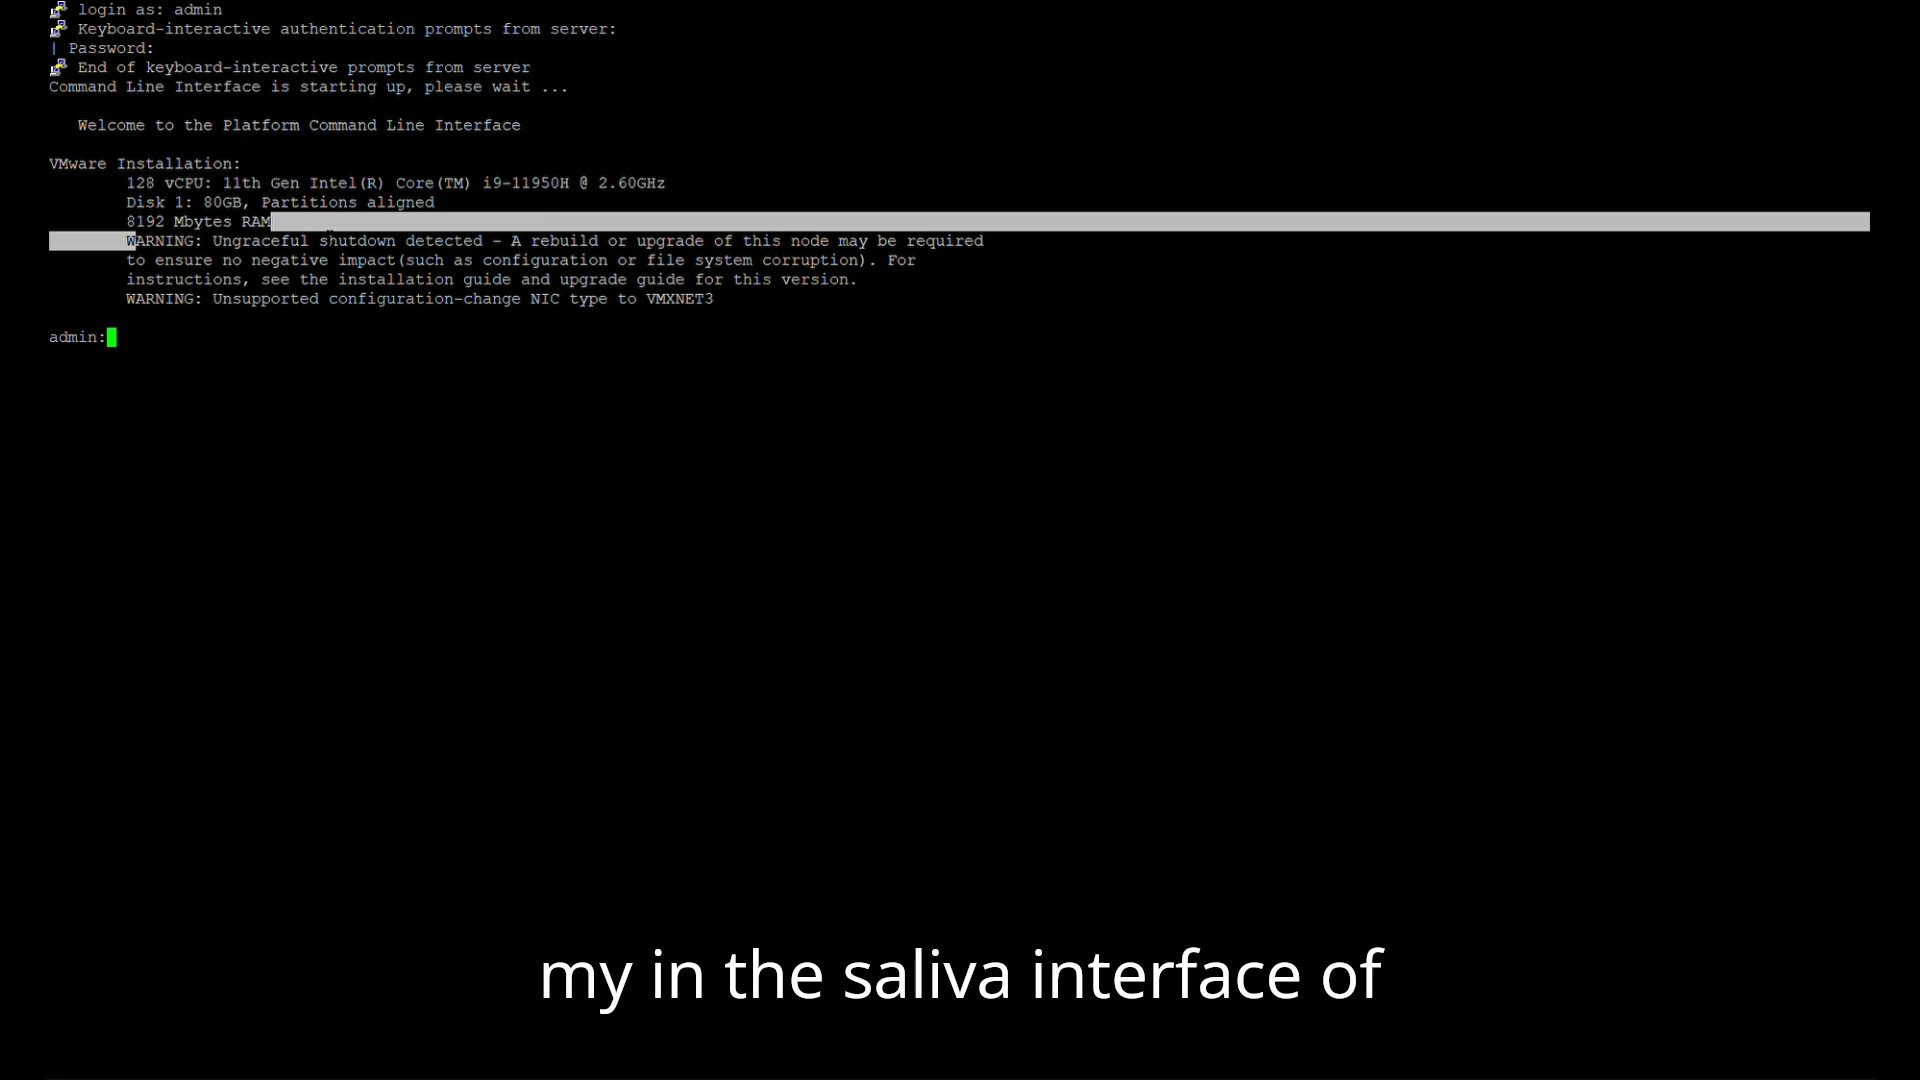 login as: admin
Keyboard-interactive authentication prompts from server:
| Password:
End of keyboard-interactive prompts from server
Command Line Interface is starting up, please wait ...
Welcome to the Platform Command Line Interface
VMware Installation:
128 vCPU: 11th Gen Intel(R) Core(TM) i9-11950H @ 2.60GHz
Disk 1: 80GB, Partitions aligned
8192 Mbytes RAM
WARNING: Ungraceful shutdown detected - A rebuild or upgrade of this node may be required
to ensure no negative impact(such as configuration or file system corruption). For
instructions, see the installation guide and upgrade guide for this version.
WARNING: Unsupported configuration-change NIC type to VMXNET3
admin:
my in the saliva interface of